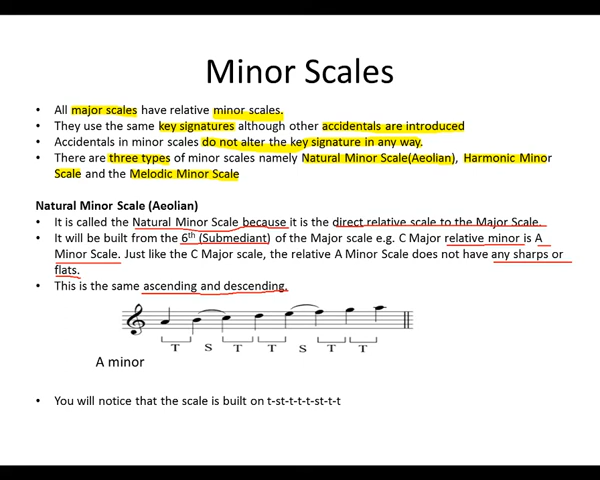 Minor Scales
• All major scales have relative minor scales.
• They use the same key signatures although other accidentals are introduced
• Accidentals in minor scales do not alter the key signature in any way.
• There are three types of minor scales namely Natural Minor Scale(Aeolian), Harmonic Minor
Scale and the Melodic Minor Scale
Natural Minor Scale (Aeolian)
• It is called the Natural Minor Scale because it is the direct relative scale to the Major Scale.
• It will be built from the 6th (Submediant) of the Major scale e.g. C Major relative minor is A
Minor Scale. Just like the C Major scale, the relative A Minor Scale does not have any sharps or
flats.
• This is the same ascending and descending.
T S T T S T T
A minor
• You will notice that the scale is built on t-st-t-t-t-st-t-t